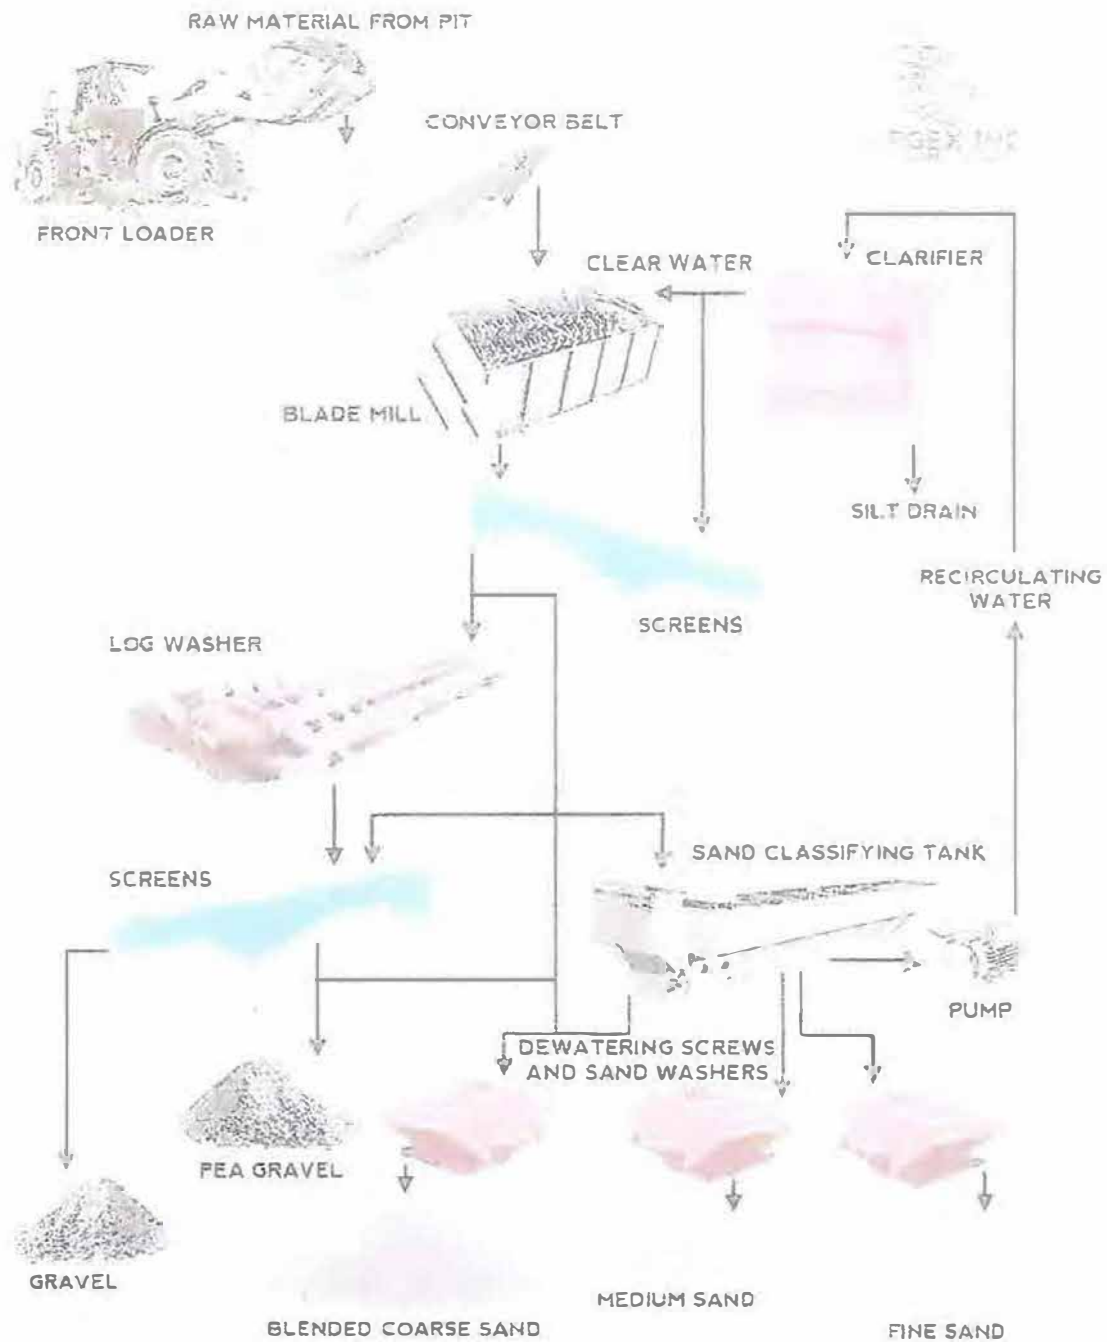 RAW MATERIAL FROM PIT
CONVEYOR BELT
FRONT LOADER
CLEAR WATER
CLARIFIER
BLADE MILL
SILT DRAIN
RECIRCULATING
WATER
SCREENS
LOG WASHER
SAND CLASSIFYING TANK
SCREENS
PUMP
DEWATERING SCREWS
AND SAND WASHERS
PEA GRAVEL
GRAVEL
MEDIUM SAND
BLENDED COARSE SAND
FINE SAND